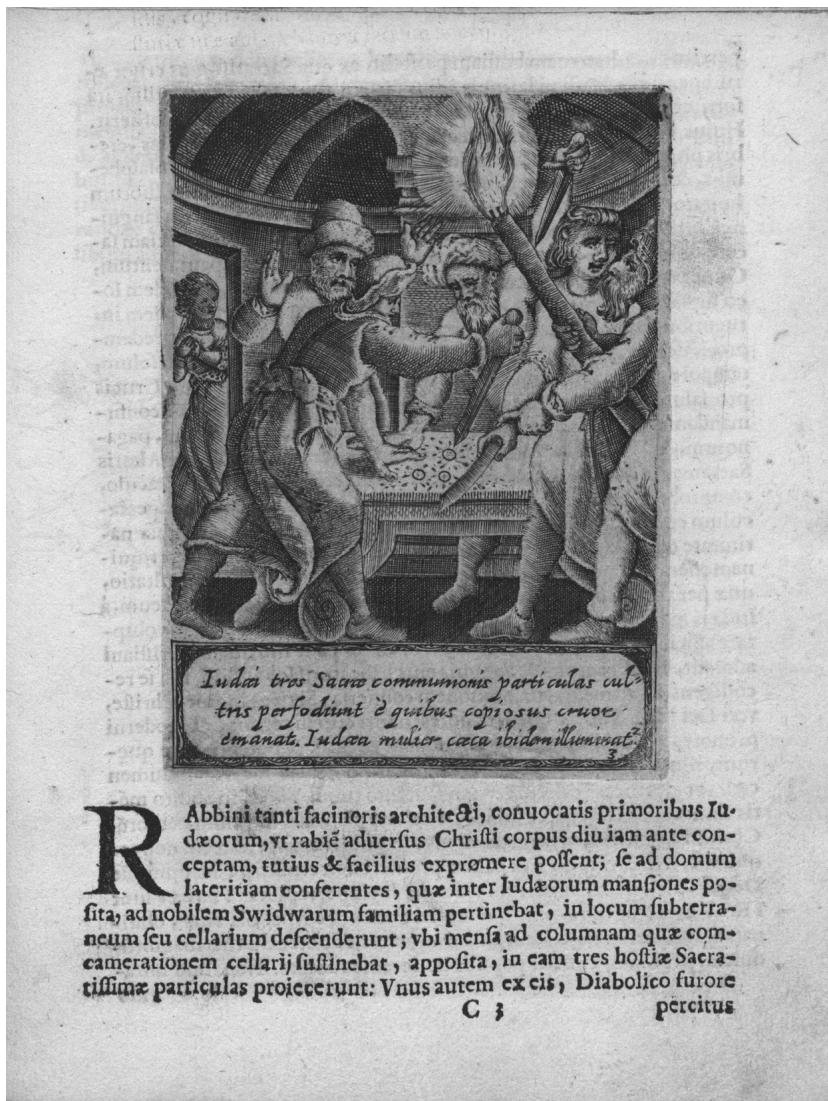 Iudæi tres Sacræ communionis particulas cul-
tris perfodiunt è quibus copiosus cruor
emanat. Iudæa mulier cæca ibidem illuminat²
3
RAbbini tanti facinoris architecti, conuocatis primoribus Iu-
dæorum, vt rabiē aduersus Christi corpus diu iam ante con-
ceptam, tutius & facilius expromere possent; se ad domum
lateritiam conferentes, quæ inter Iudæorum mansiones po-
sita, ad nobilem Swidwarum familiam pertinebat, in locum subterra-
neum seu cellarium descenderunt; vbi mensa ad columnam quæ com-
camerationem cellarij sustinebat, apposita, in eam tres hostiæ Sacra-
tissimæ particulas proiecerunt: Vnus autem ex eis, Diabolico furore
C 3 percitus